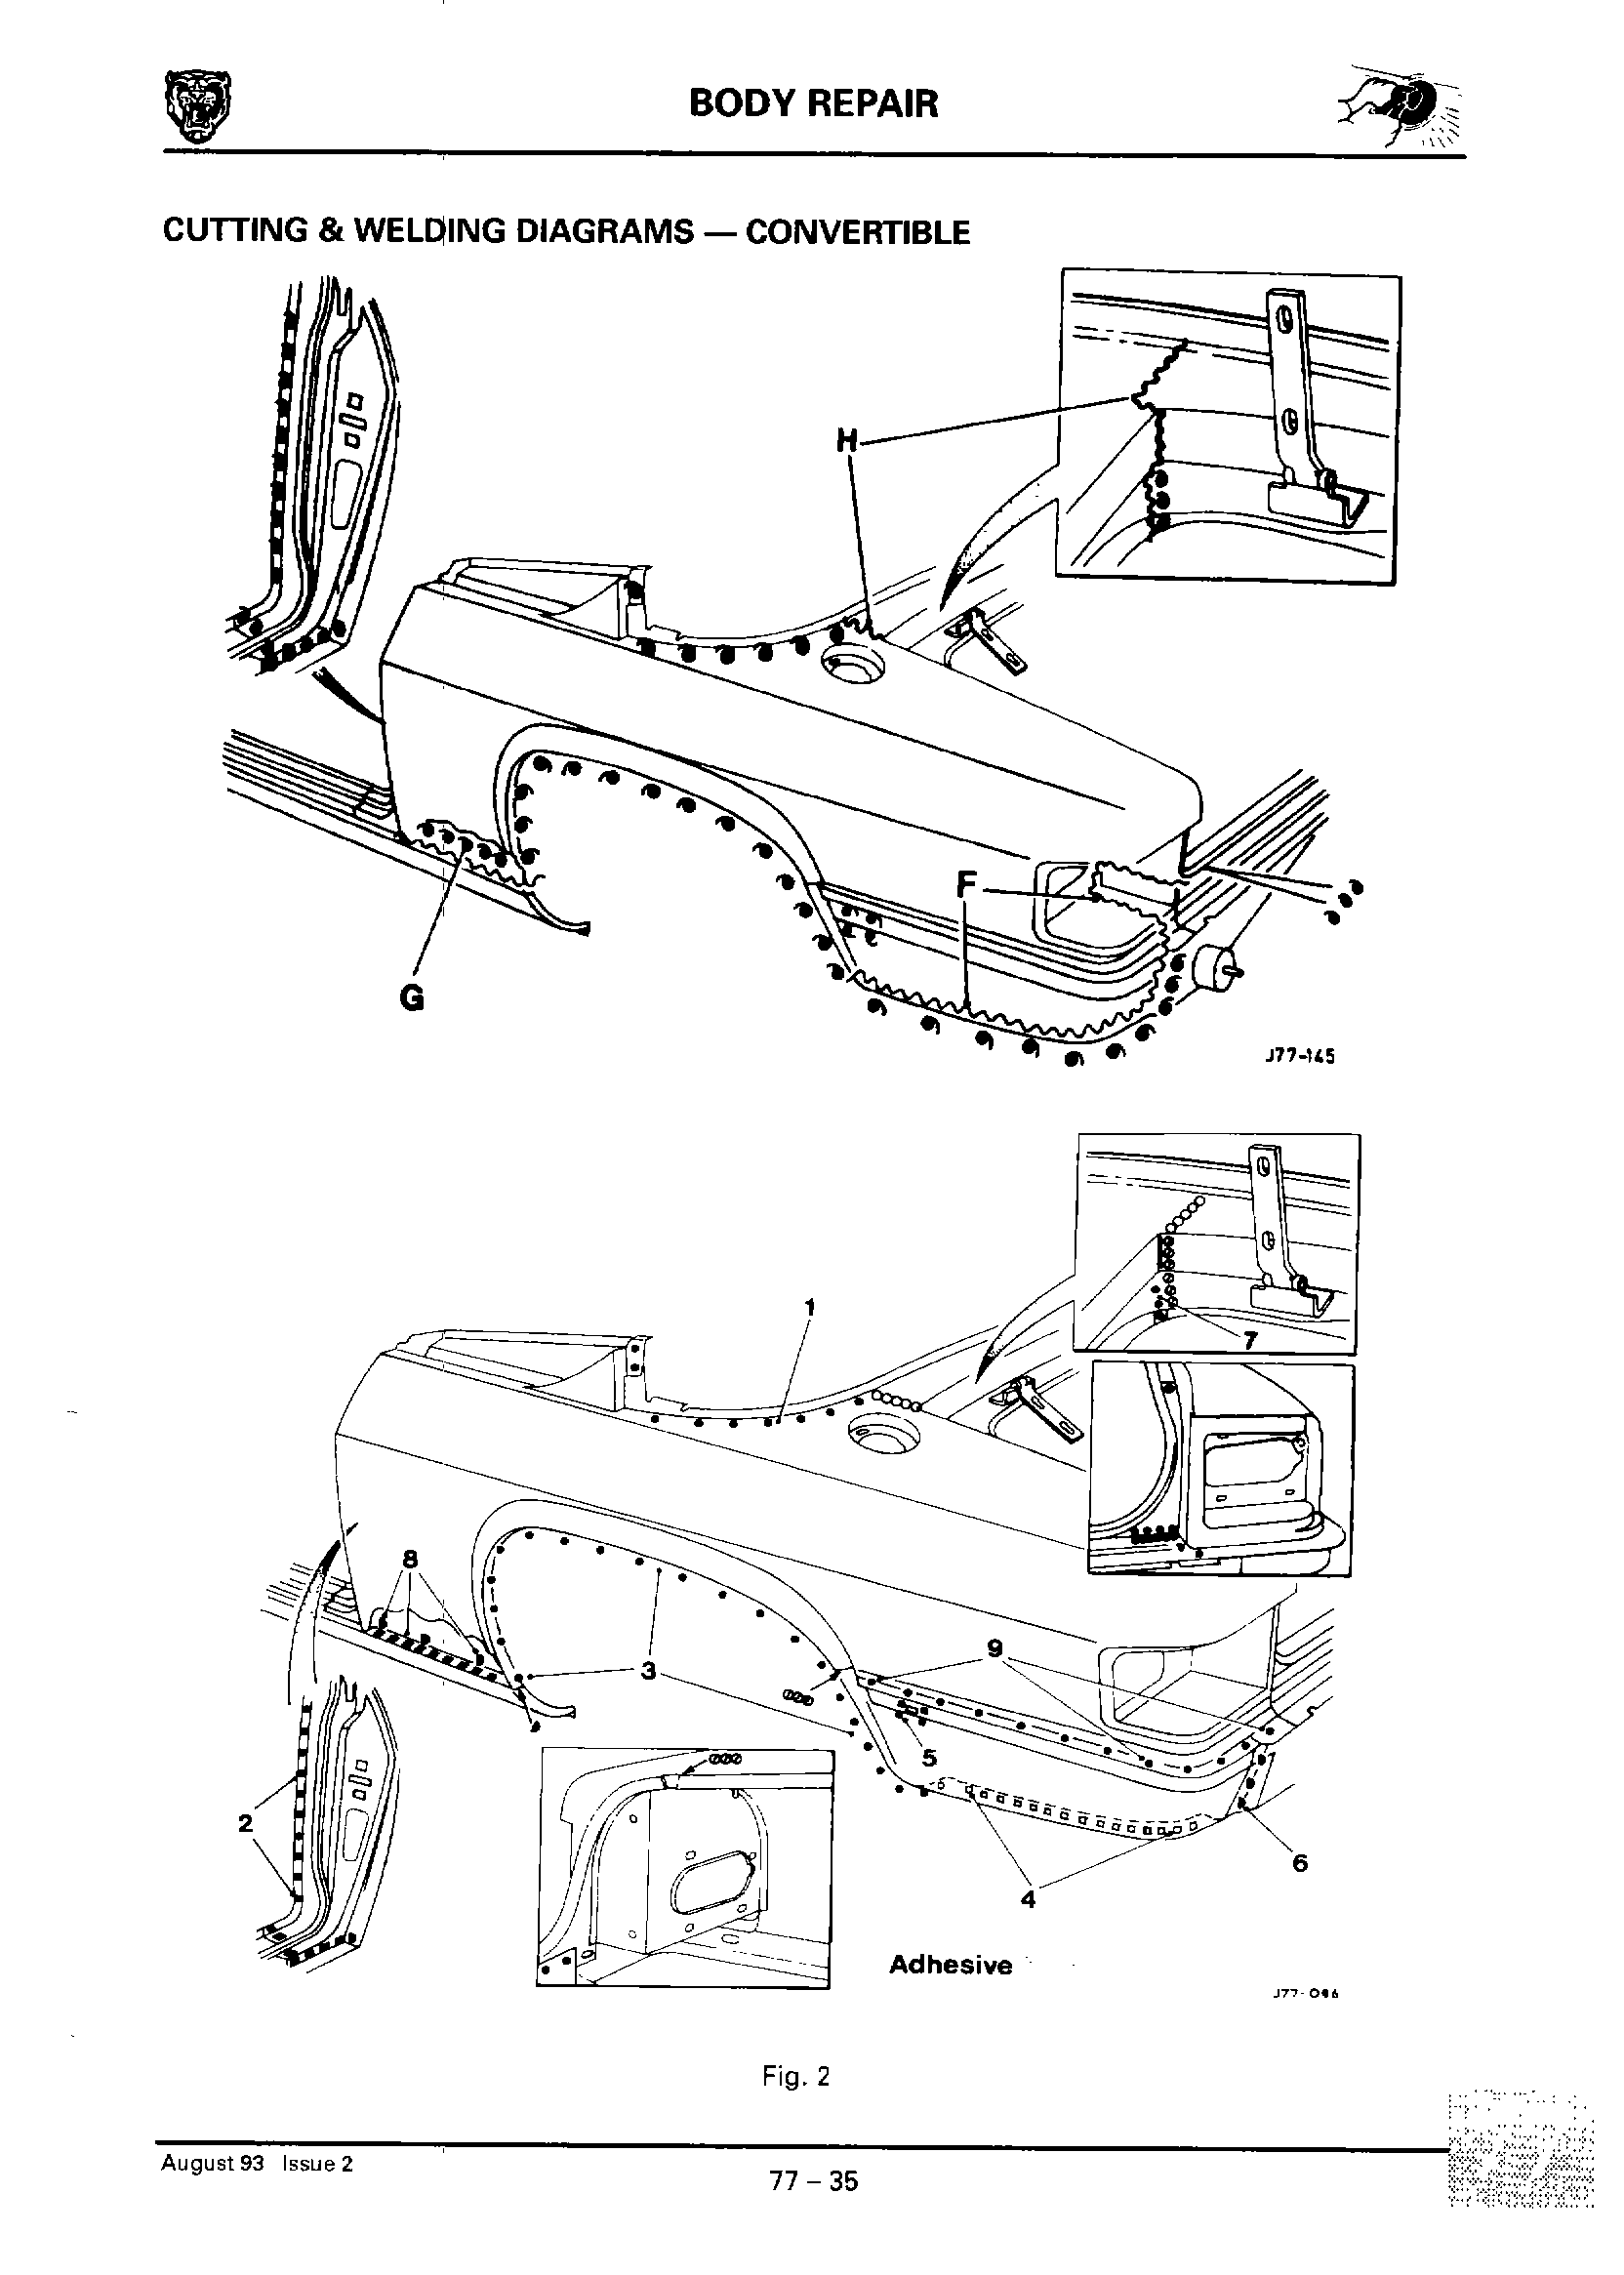 BODY REPAIR
CUTTING & WELDING DIAGRAMS — CONVERTIBLE
H
F
G
J77-145
1
7
8
3
9
5
2
4
6
Adhesive
J77-096
Fig. 2
August 93 Issue 2
77 – 35